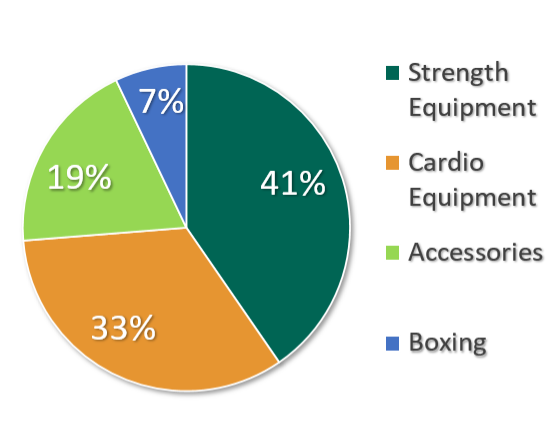 7%
41%
19%
33%
Strength
Equipment
Cardio
Equipment
Accessories
Boxing